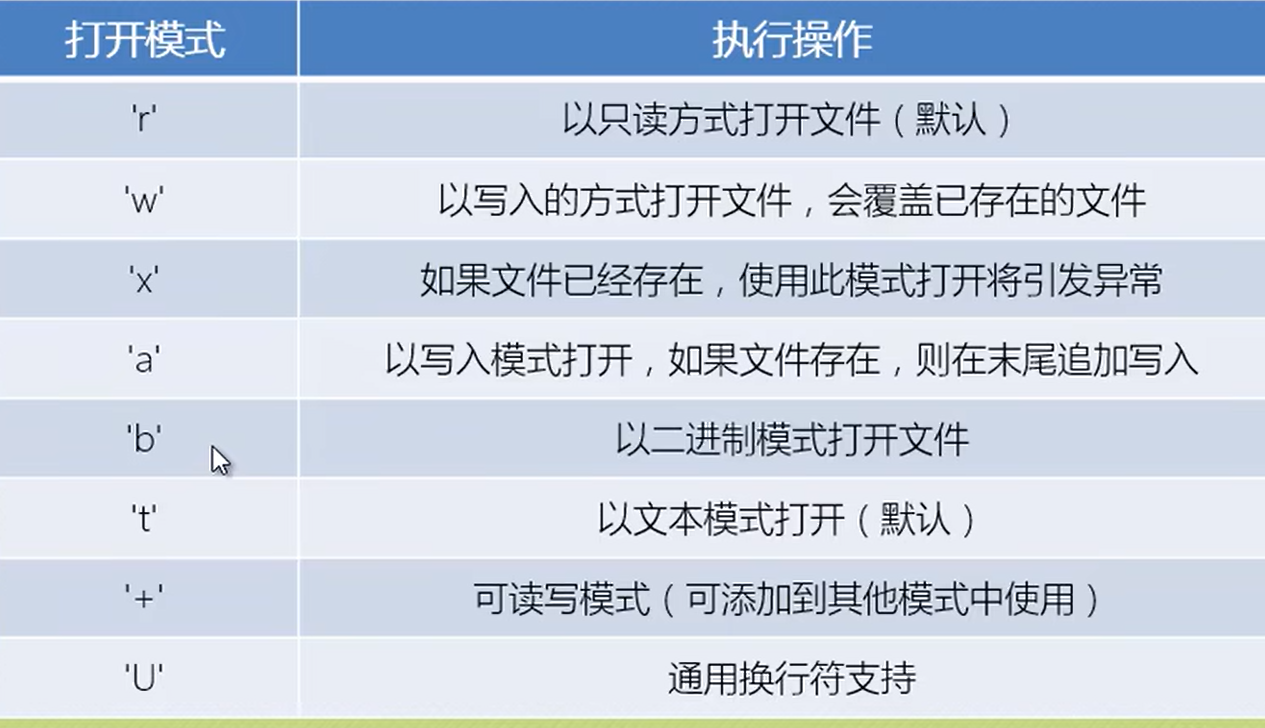 打开模式 执行操作
'r' 以只读方式打开文件（默认）
'w' 以写入的方式打开文件，会覆盖已存在的文件
'x' 如果文件已经存在，使用此模式打开将引发异常
'a' 以写入模式打开，如果文件存在，则在末尾追加写入
'b' 以二进制模式打开文件
't' 以文本模式打开（默认）
'+' 可读写模式（可添加到其他模式中使用）
'U' 通用换行符支持